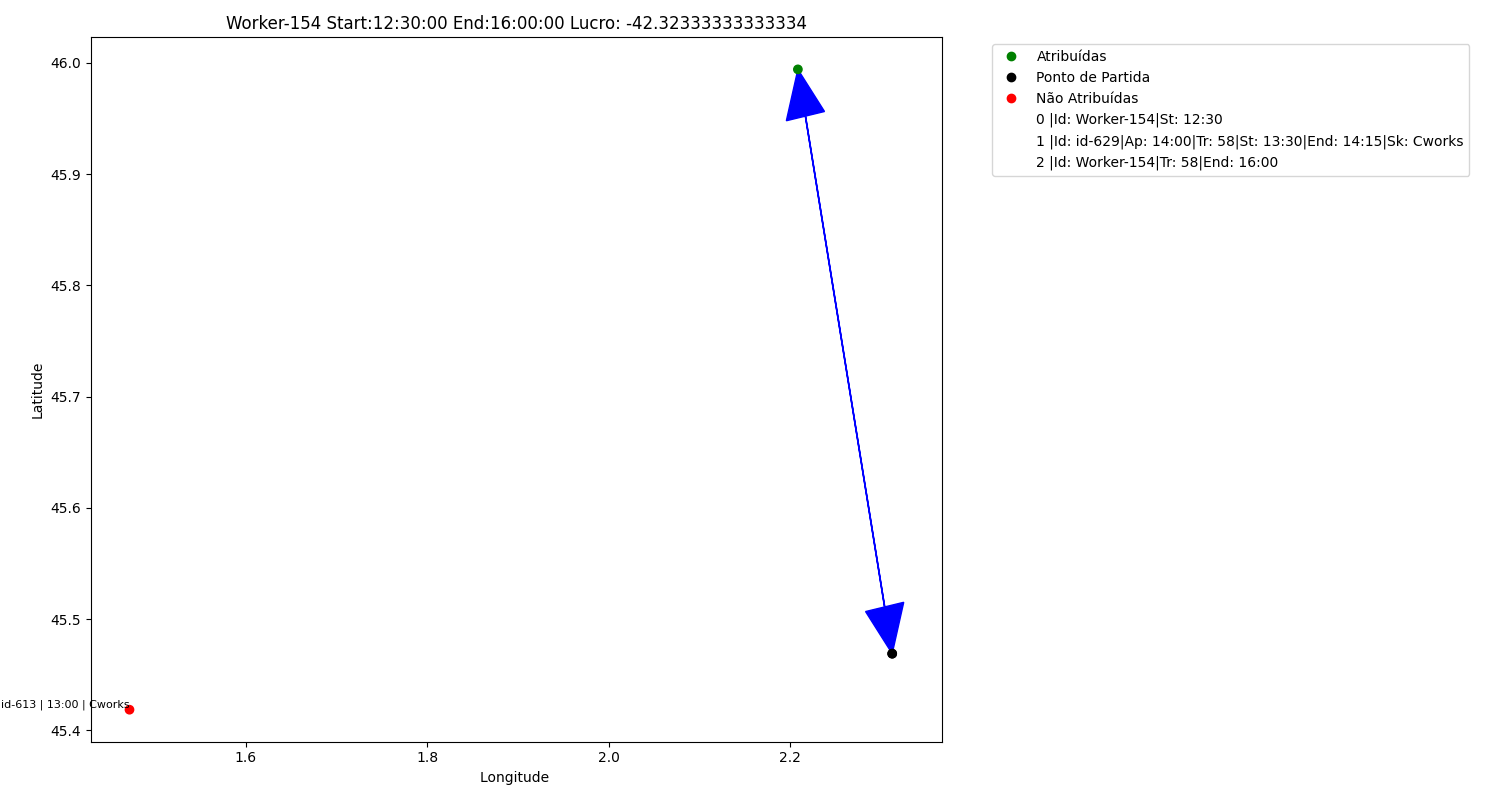 Worker-154 Start:12:30:00 End:16:00:00 Lucro: -42.32333333333334
46.0
45.9
45.8
45.7
45.6
45.5
45.4
Latitude
id-613 | 13:00 | Cworks
1.6
1.8
2.0
2.2
Longitude
Atribuídas
Ponto de Partida
Não Atribuídas
0 |Id: Worker-154|St: 12:30
1 |Id: id-629|Ap: 14:00|Tr: 58|St: 13:30|End: 14:15|Sk: Cworks
2 |Id: Worker-154|Tr: 58|End: 16:00